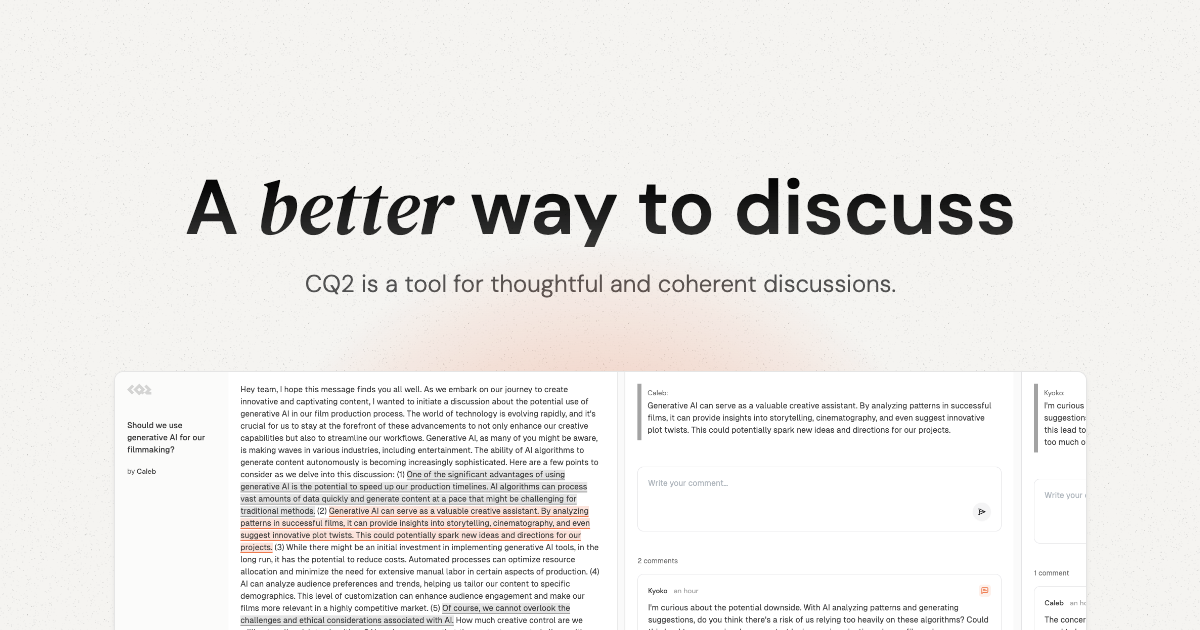 A better way to discuss
CQ2 is a tool for thoughtful and coherent discussions.
CQ2
Should we use
generative AI for our
filmmaking?
by Caleb
Hey team, I hope this message finds you all well. As we embark on our journey to create
innovative and captivating content, I wanted to initiate a discussion about the potential use of
generative AI in our film production process. The world of technology is evolving rapidly, and it's
crucial for us to stay at the forefront of these advancements to not only enhance our creative
capabilities but also to streamline our workflows. Generative AI, as many of you might be aware,
is making waves in various industries, including entertainment. The ability of AI algorithms to
generate content autonomously is becoming increasingly sophisticated. Here are a few points to
consider as we delve into this discussion: (1) One of the significant advantages of using
generative AI is the potential to speed up our production timelines. AI algorithms can process
vast amounts of data quickly and generate content at a pace that might be challenging for
traditional methods. (2) Generative AI can serve as a valuable creative assistant. By analyzing
patterns in successful films, it can provide insights into storytelling, cinematography, and even
suggest innovative plot twists. This could potentially spark new ideas and directions for our
projects. (3) While there might be an initial investment in implementing generative AI tools, in the
long run, it has the potential to reduce costs. Automated processes can optimize resource
allocation and minimize the need for extensive manual labor in certain aspects of production. (4)
AI can analyze audience preferences and trends, helping us tailor our content to specific
demographics. This level of customization can enhance audience engagement and make our
films more relevant in a highly competitive market. (5) Of course, we cannot overlook the
challenges and ethical considerations associated with AI. How much creative control are we
Caleb:
Generative AI can serve as a valuable creative assistant. By analyzing patterns in successful
films, it can provide insights into storytelling, cinematography, and even suggest innovative
plot twists. This could potentially spark new ideas and directions for our projects.
Write your comment...
2 comments
Kyoko an hour
I'm curious about the potential downside. With AI analyzing patterns and generating
suggestions, do you think there's a risk of us relying too heavily on these algorithms? Could
Kyoko:
I'm curious
suggestions
this lead to
too much o
Write your
1 comment
Caleb an ho
The concer